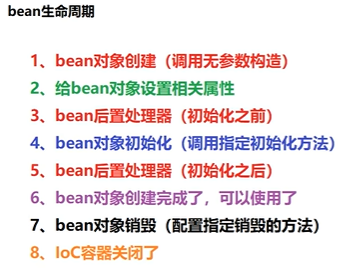 bean生命周期
1、bean对象创建（调用无参数构造）
2、给bean对象设置相关属性
3、bean后置处理器（初始化之前）
4、bean对象初始化（调用指定初始化方法）
5、bean后置处理器（初始化之后）
6、bean对象创建完成了，可以使用了
7、bean对象销毁（配置指定销毁的方法）
8、IoC容器关闭了